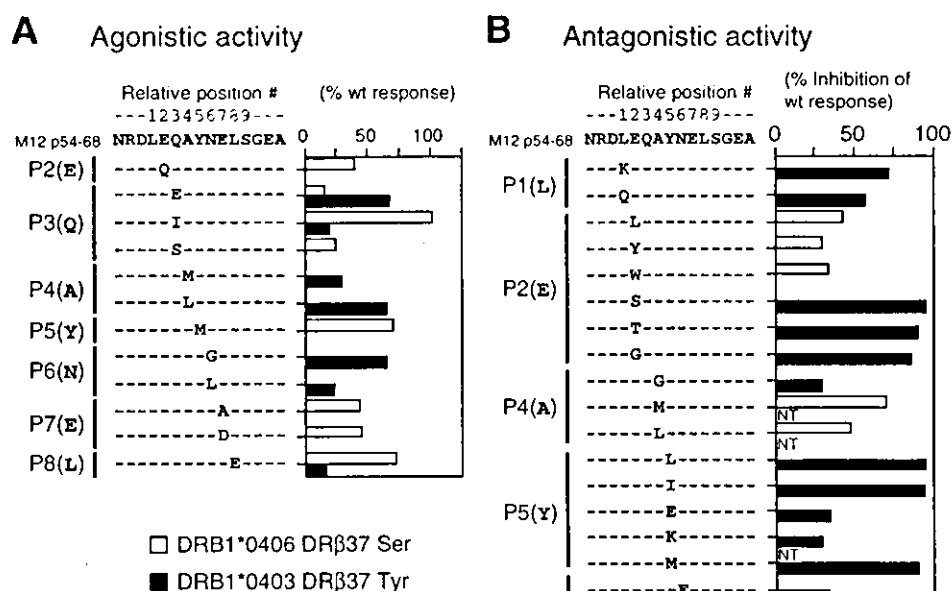 A Agonistic activity
Relative position # (% wt response)
---123456789---
M12 p54-68 NRDLEQAYNELSGEA 0 50 100
P2(E) ----Q----------
P3(Q) -----E---------
-----I---------
-----S---------
P4(A) ------M--------
------L--------
P5(Y) -------M-------
P6(N) --------G------
--------L------
P7(E) ---------A-----
---------D-----
P8(L) ----------E----
□ DRB1*0406 DRβ37 Ser
■ DRB1*0403 DRβ37 Tyr
B Antagonistic activity
Relative position # (% Inhibition of wt response)
---123456789---
M12 p54-68 NRDLEQAYNELSGEA 0 50 100
P1(L) ---K-----------
---Q-----------
P2(E) ----L----------
----Y----------
----W----------
----S----------
----T----------
----G----------
P4(A) ------G--------
------M--------
NT
------L--------
NT
P5(Y) -------L-------
-------I-------
-------E-------
-------K-------
NT
-------M-------